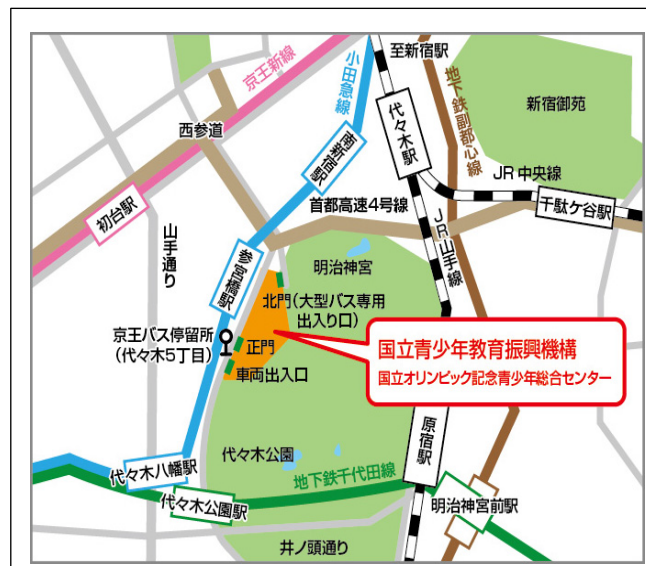 至新宿駅
京王新線
小田急線
地下鉄副都心線
新宿御苑
代々木駅
西参道
南新宿駅
JR中央線
千駄ケ谷駅
首都高速4号線
初台駅
山手通り
JR山手線
参宮橋駅
明治神宮
北門(大型バス専用
出入り口)
京王バス停留所
(代々木5丁目)
正門
車両出入口
国立青少年教育振興機構
国立オリンピック記念青少年総合センター
原宿駅
代々木公園
代々木八幡駅
地下鉄千代田線
代々木公園駅
明治神宮前駅
井ノ頭通り